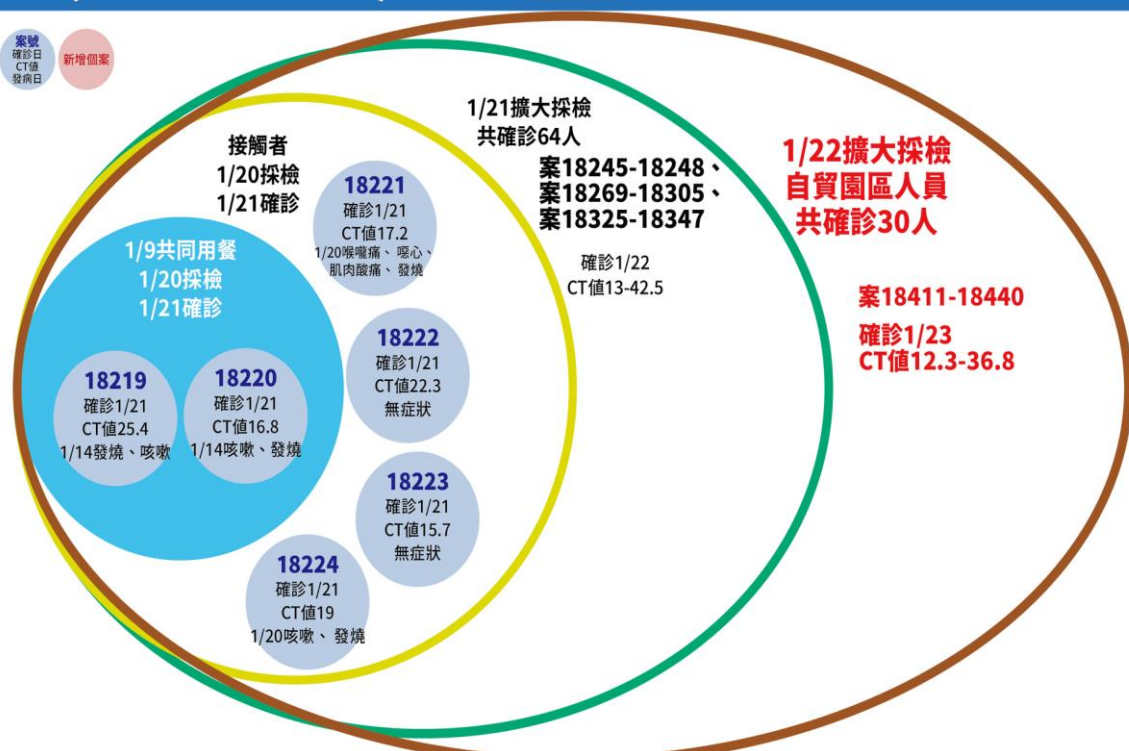 案號
確診日
CT值
發病日
新增個案
接觸者
1/20採檢
1/21確診
1/21擴大採檢
共確診64人
案18245-18248、
案18269-18305、
案18325-18347
確診1/22
CT值13-42.5
1/22擴大採檢
自貿園區人員
共確診30人
案18411-18440
確診1/23
CT值12.3-36.8
1/9共同用餐
1/20採檢
1/21確診
18219
確診1/21
CT值25.4
1/14發燒、咳嗽
18220
確診1/21
CT值16.8
1/14咳嗽、發燒
18221
確診1/21
CT值17.2
1/20喉嚨痛、噁心、
肌肉酸痛、發燒
18222
確診1/21
CT值22.3
無症狀
18223
確診1/21
CT值15.7
無症狀
18224
確診1/21
CT值19
1/20咳嗽、發燒